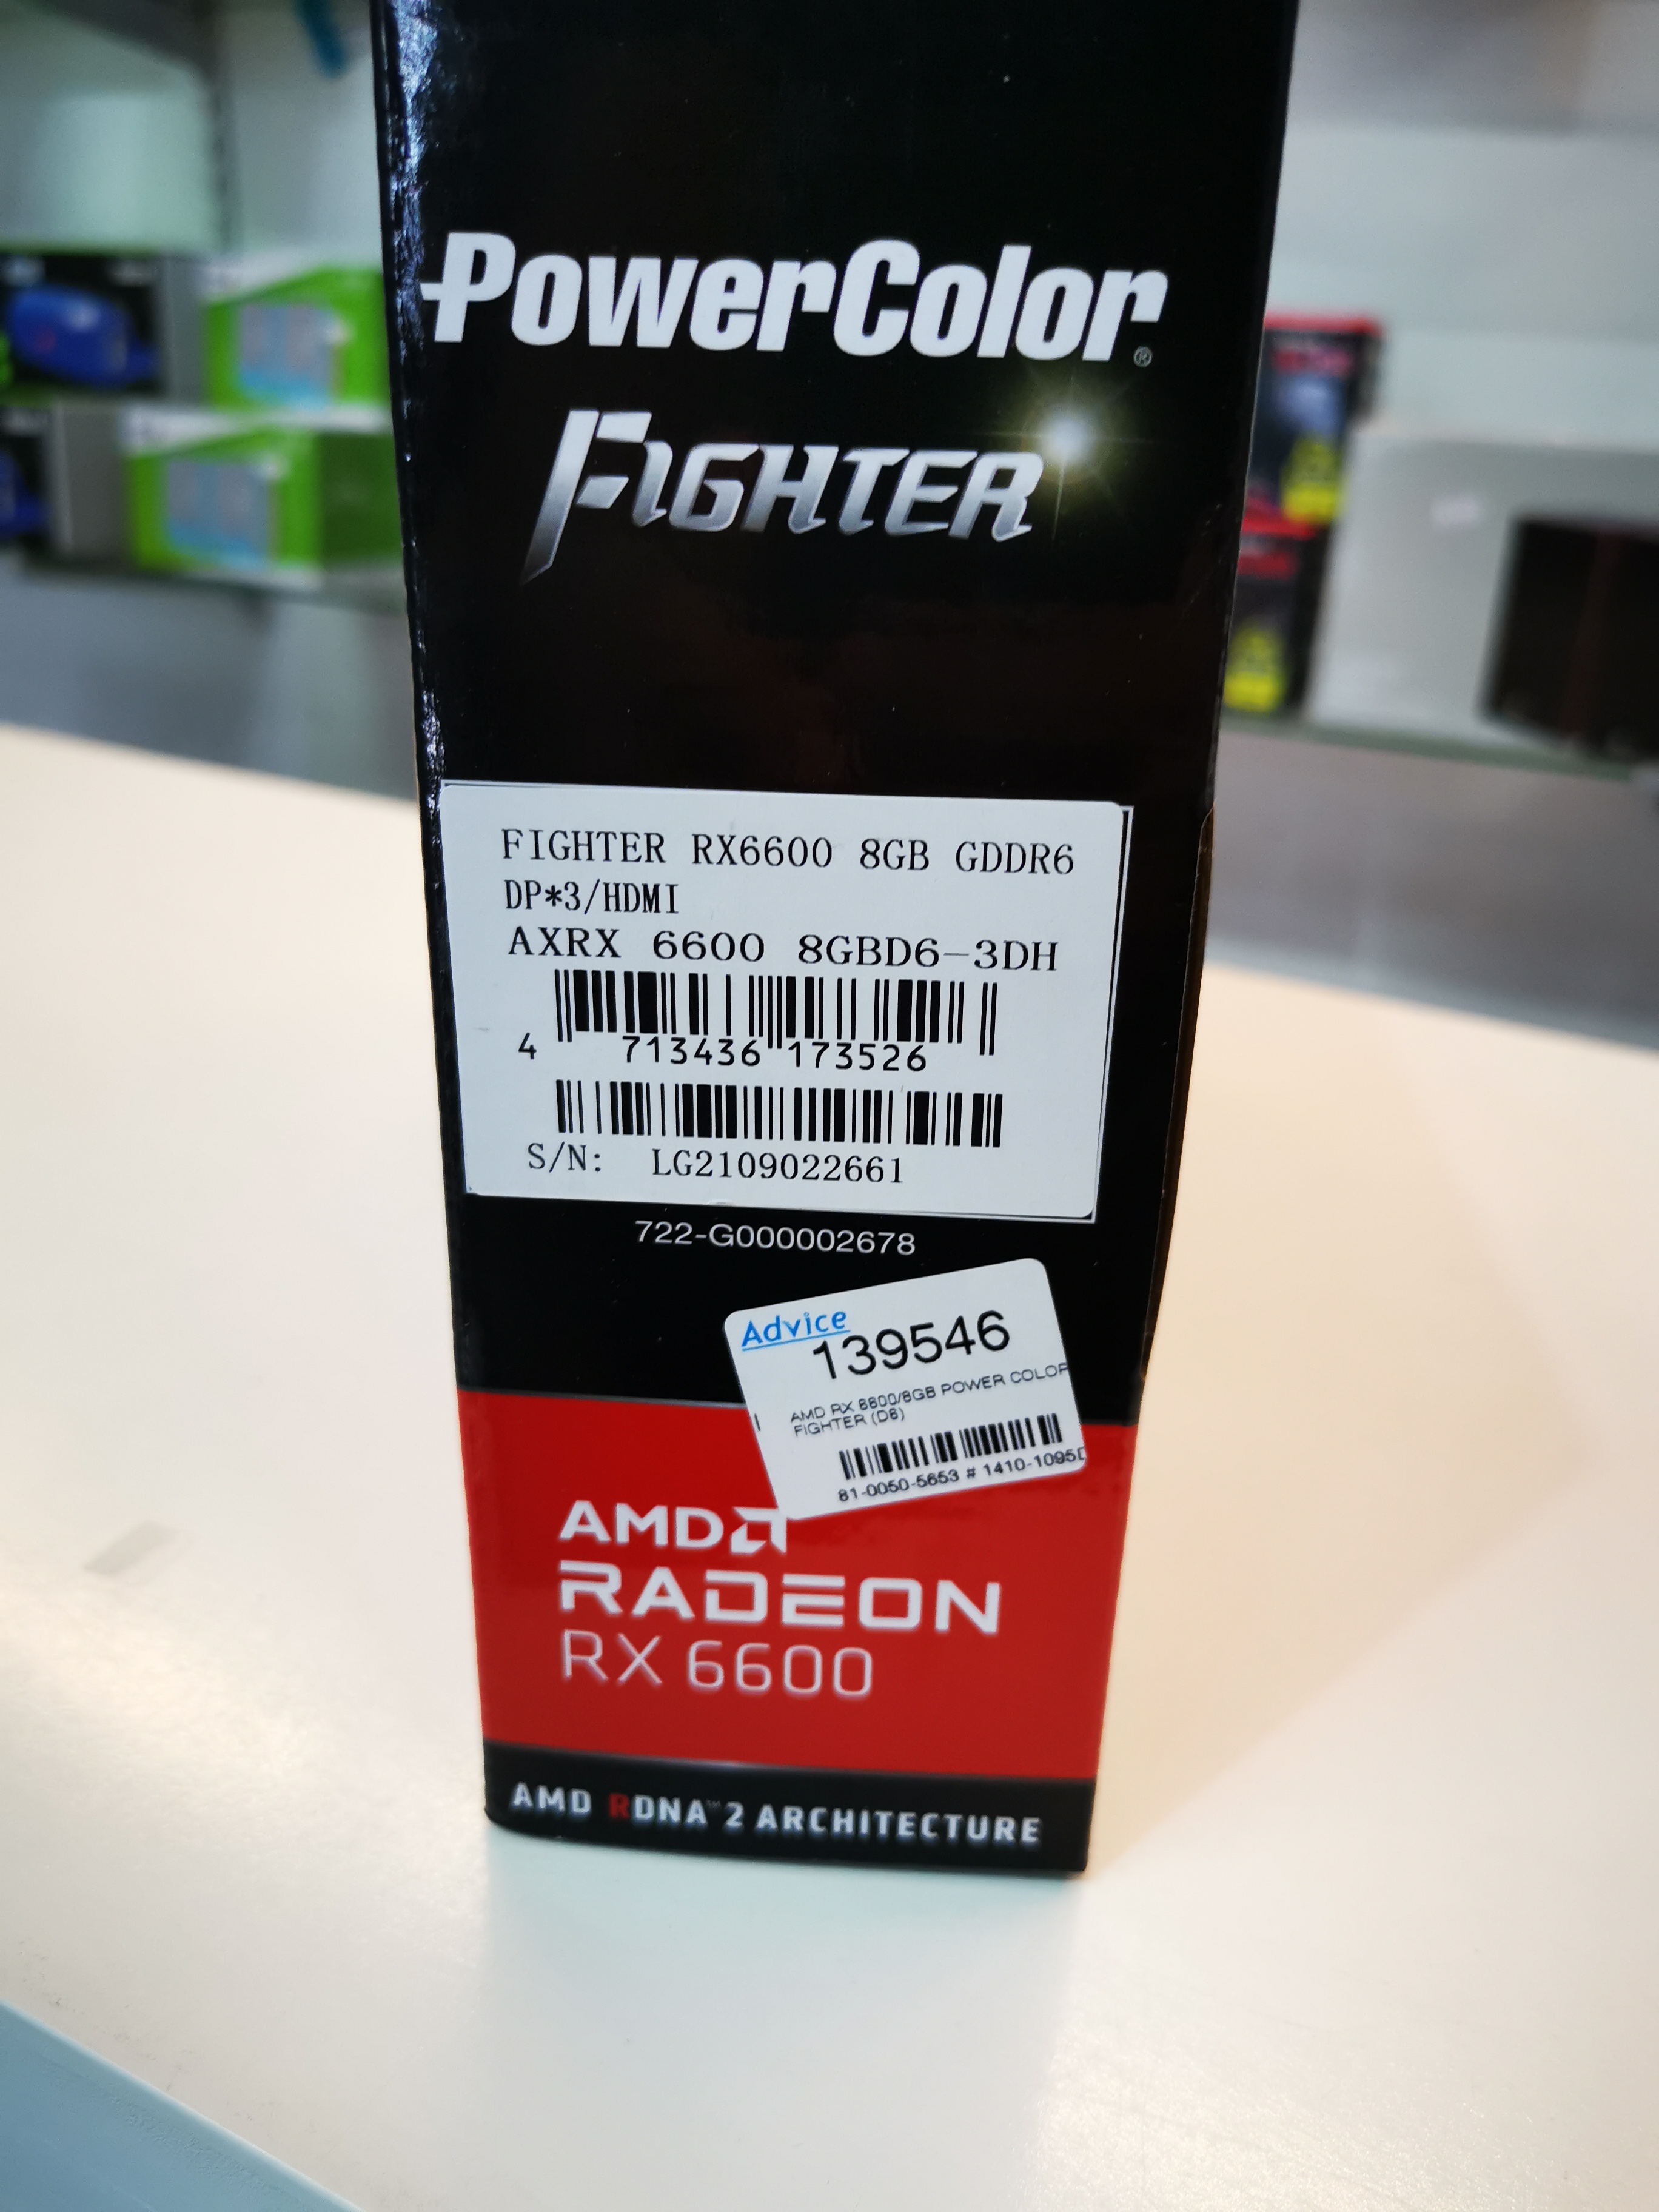 PowerColor®
FIGHTER
FIGHTER RX6600 8GB GDDR6
DP*3/HDMI
AXRX 6600 8GBD6-3DH
4 713436 173526
S/N: LG2109022661
722-G000002678
Advice
139546
AMD RX 6600/8GB POWER COLOR
FIGHTER (D6)
81-0050-5653 # 1410-1095D
AMD
RADEON
RX 6600
AMD RDNA™ 2 ARCHITECTURE